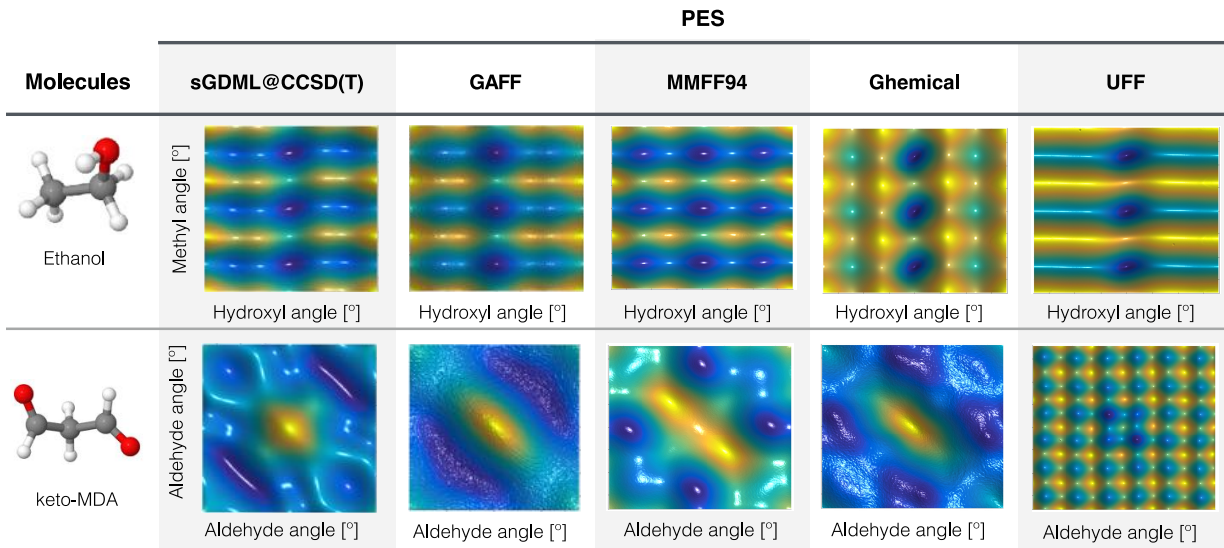 PES
Molecules sGDML@CCSD(T) GAFF MMFF94 Ghemical UFF
Methyl angle [°]
Ethanol
Hydroxyl angle [°] Hydroxyl angle [°] Hydroxyl angle [°] Hydroxyl angle [°] Hydroxyl angle [°]
Aldehyde angle [°]
keto-MDA
Aldehyde angle [°] Aldehyde angle [°] Aldehyde angle [°] Aldehyde angle [°] Aldehyde angle [°]